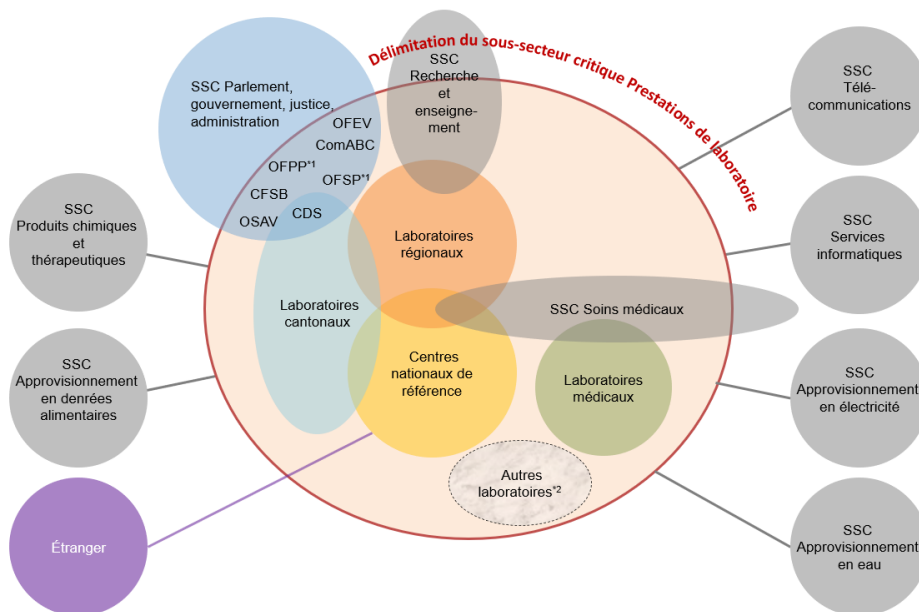 Délimitation du sous-secteur critique Prestations de laboratoire
SSC Parlement,
gouvernement, justice,
administration
OFEV
ComABC
OFPP*1
OFSP*1
CFSB
CDS
OSAV
SSC
Recherche
et
enseigne-
ment
SSC
Télé-
communications
SSC
Produits chimiques
et
thérapeutiques
SSC
Services
informatiques
Laboratoires
régionaux
Laboratoires
cantonaux
SSC Soins médicaux
Centres
nationaux de
référence
Laboratoires
médicaux
SSC
Approvisionnement
en denrées
alimentaires
SSC
Approvisionnement
en électricité
Autres
laboratoires*2
Étranger
SSC
Approvisionnement
en eau